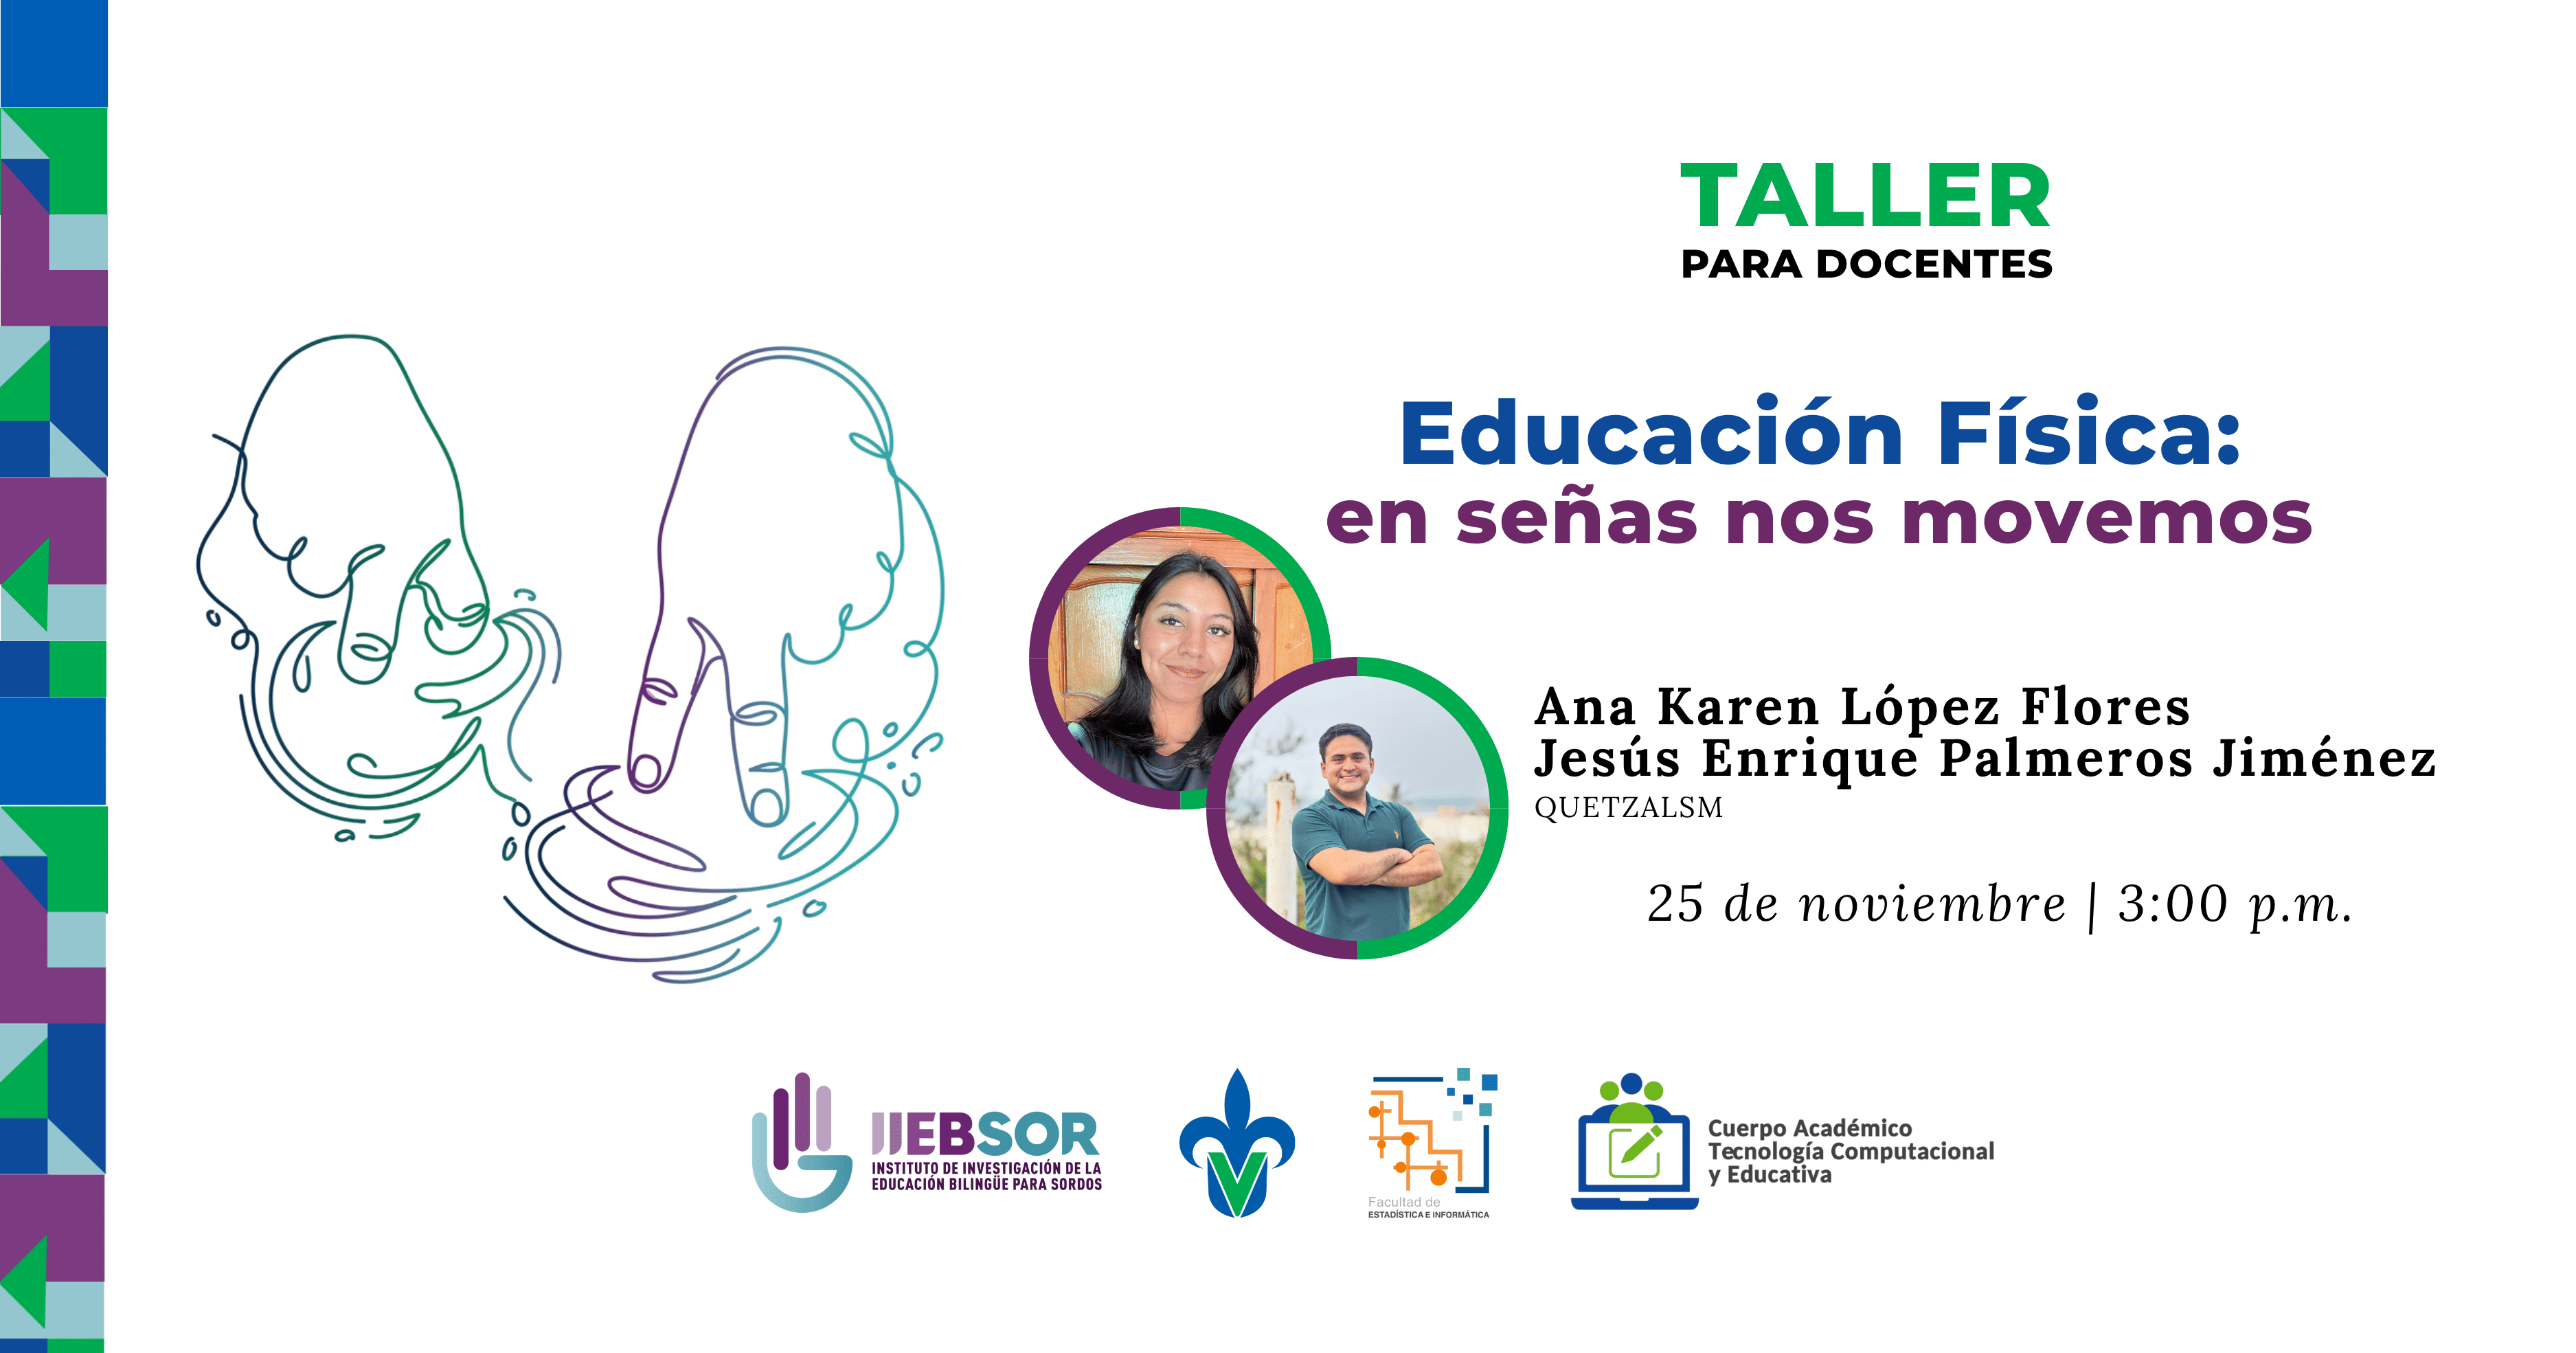 TALLER
PARA DOCENTES
Educación Física:
en señas nos movemos
Ana Karen López Flores
Jesús Enrique Palmeros Jiménez
QUETZALSM
25 de noviembre | 3:00 p.m.
IIEBSOR
INSTITUTO DE INVESTIGACIÓN DE LA
EDUCACIÓN BILINGÜE PARA SORDOS
Facultad de
ESTADÍSTICA E INFORMÁTICA
Cuerpo Académico
Tecnología Computacional
y Educativa